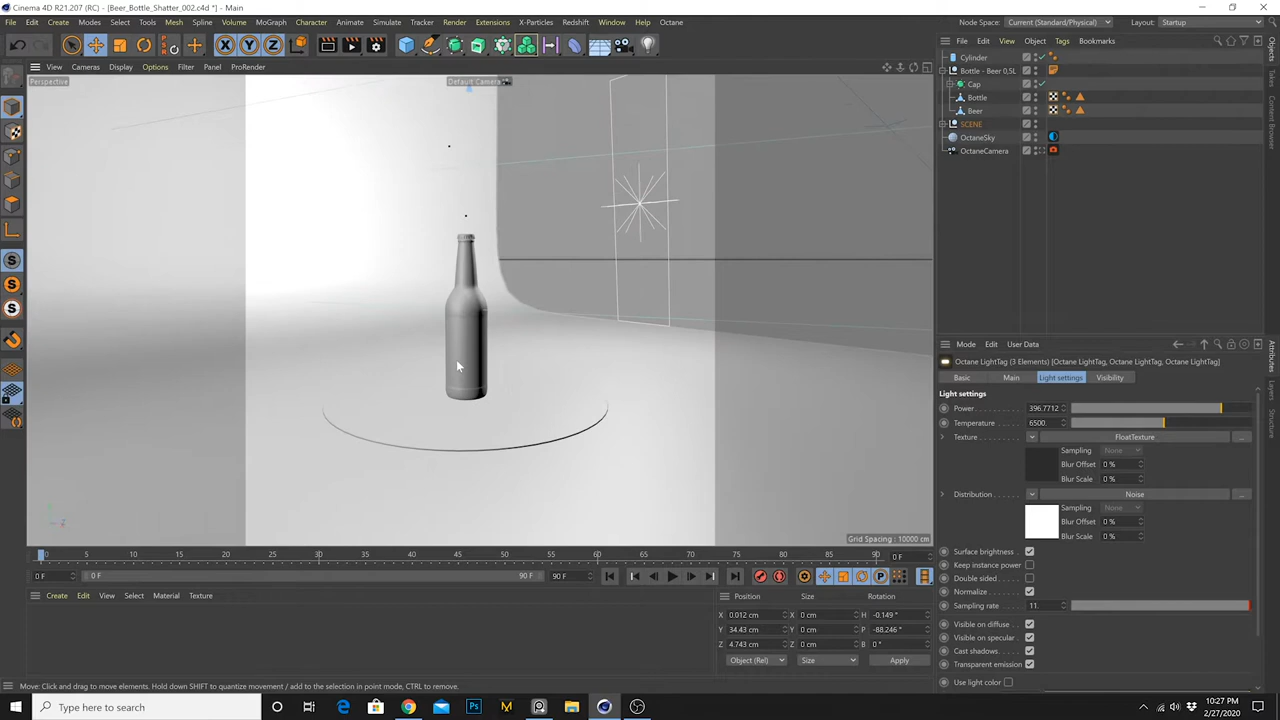 Cinema 4D R21.207 (RC) - [Beer_Bottle_Shatter_002.c4d *] - Main
File Edit Create Modes Select Tools Mesh Spline Volume MoGraph Character Animate Simulate Tracker Render Extensions X-Particles Redshift Window Help Octane
Node Space: Current (Standard/Physical) Layout: Startup
File Edit View Object Tags Bookmarks
View Cameras Display Options Filter Panel ProRender
Perspective
Default Camera
Cylinder
Bottle - Beer 0,5L
Cap
Bottle
Beer
SCENE
OctaneSky
OctaneCamera
Objects
Content Browser
Mode Edit User Data
Octane LightTag (3 Elements) [Octane LightTag, Octane LightTag, Octane LightTag]
Basic Main Light settings Visibility
Light settings
Power 396.7712
Temperature 6500.
Texture FloatTexture ...
Sampling None
Blur Offset 0 %
Blur Scale 0 %
Distribution Noise ...
Sampling None
Blur Offset 0 %
Blur Scale 0 %
Surface brightness
Keep instance power
Double sided
Normalize
Sampling rate 11.
Visible on diffuse
Visible on specular
Cast shadows
Transparent emission
Use light color
Attributes
Layers
Structure
Grid Spacing: 10000 cm
0 5 10 15 20 25 30 35 40 45 50 55 60 65 70 75 80 85 90 0 F
0 F 0 F 90 F 90 F
Create Edit View Select Material Texture
Position Size Rotation
X 0.012 cm X 0 cm H -0.149 °
Y 34.43 cm Y 0 cm P -88.246 °
Z 4.743 cm Z 0 cm B 0 °
Object (Rel) Size Apply
Move: Click and drag to move elements. Hold down SHIFT to quantize movement / add to the selection in point mode, CTRL to remove.
Type here to search
10:27 PM
2/27/2020